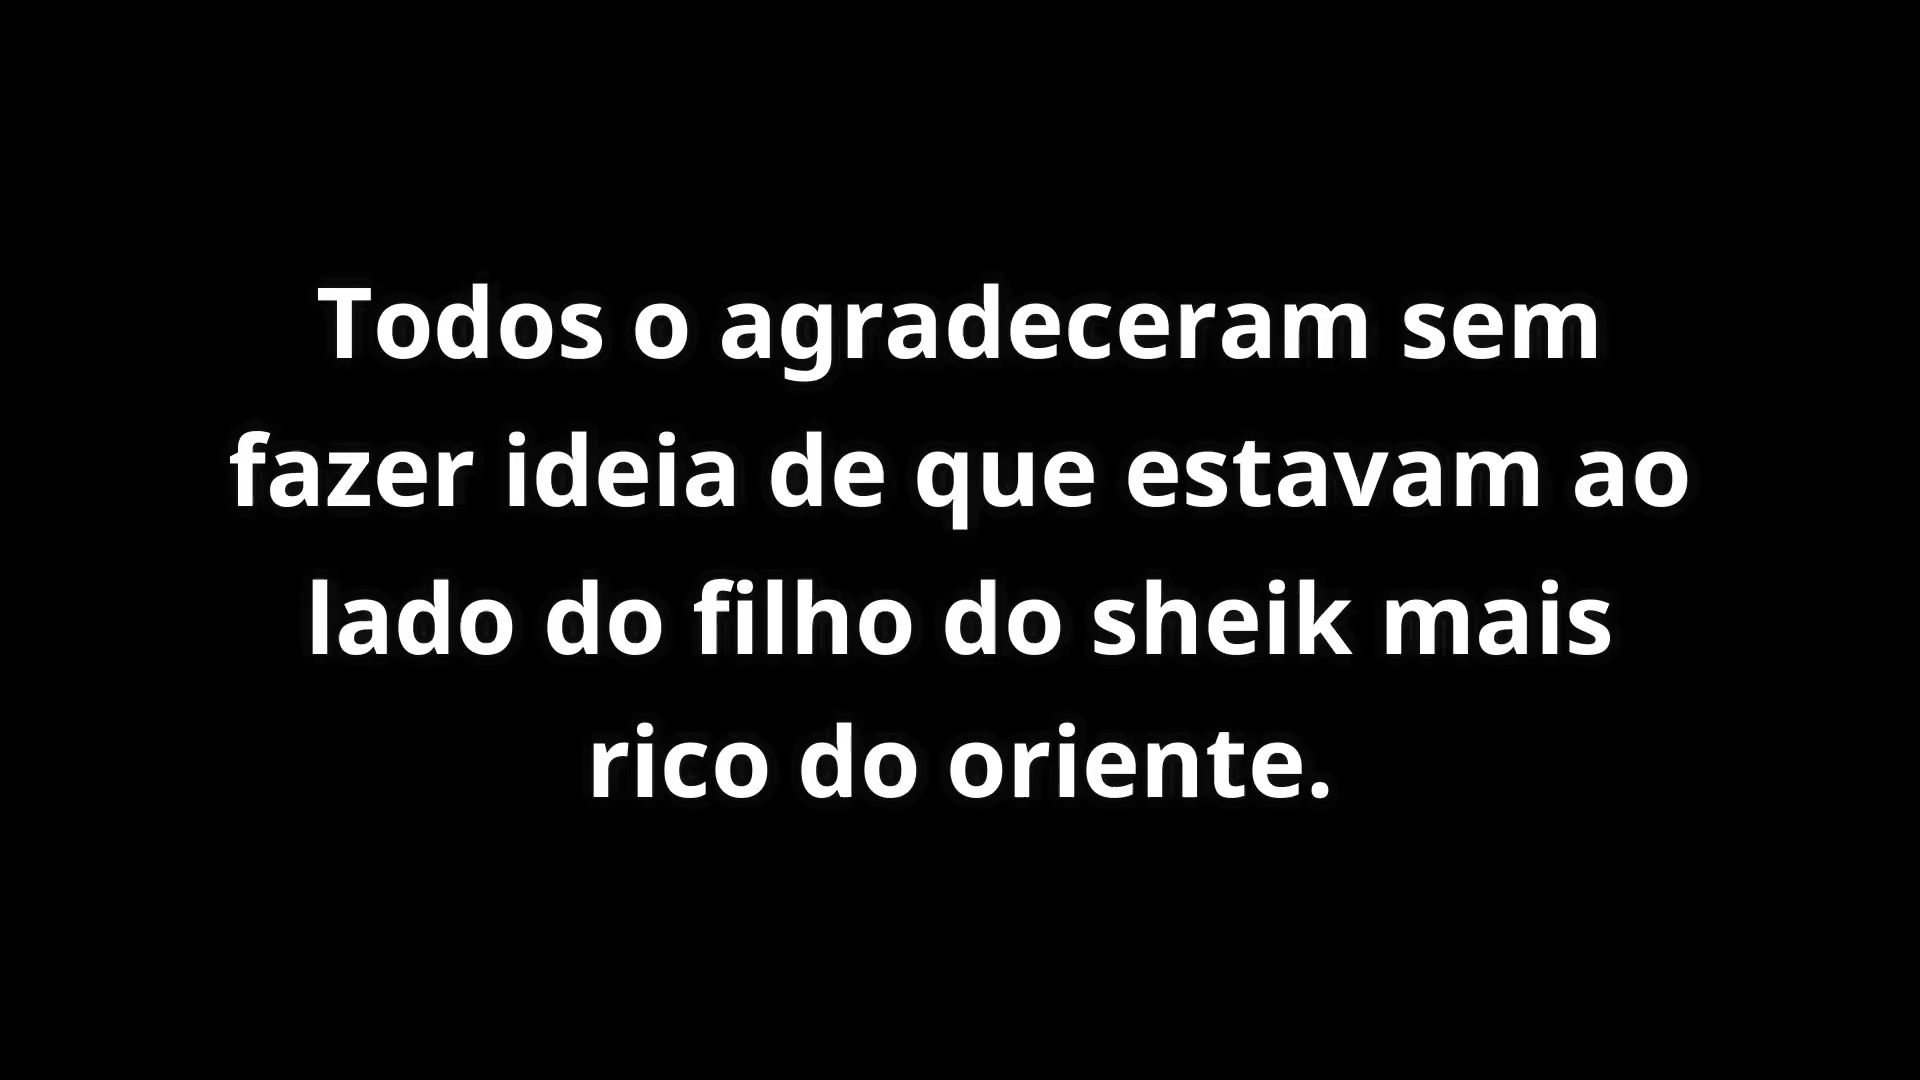 Todos o agradeceram sem
fazer ideia de que estavam ao
lado do filho do sheik mais
rico do oriente.